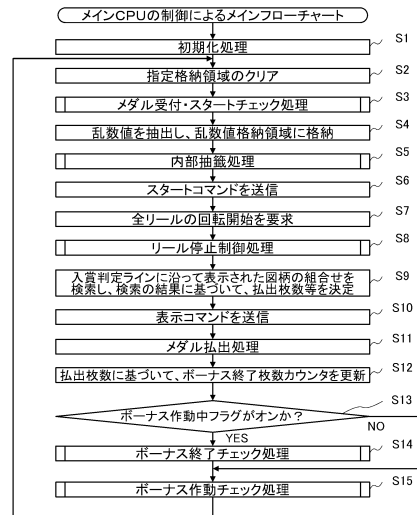 メインCPUの制御によるメインフローチャート
初期化処理
S1
指定格納領域のクリア
S2
メダル受付・スタートチェック処理
S3
乱数値を抽出し、乱数値格納領域に格納
S4
内部抽籤処理
S5
スタートコマンドを送信
S6
全リールの回転開始を要求
S7
リール停止制御処理
S8
入賞判定ラインに沿って表示された図柄の組合せを
検索し、検索の結果に基づいて、払出枚数等を決定
S9
表示コマンドを送信
S10
メダル払出処理
S11
払出枚数に基づいて、ボーナス終了枚数カウンタを更新
S12
ボーナス作動中フラグがオンか?
S13
NO
YES
ボーナス終了チェック処理
S14
ボーナス作動チェック処理
S15